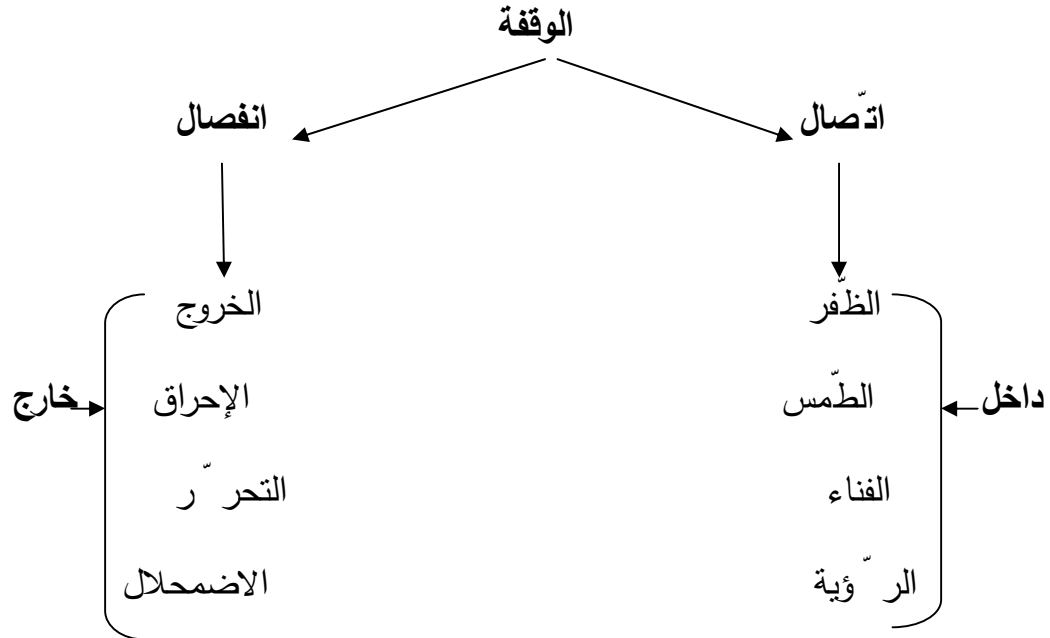 الوقفة
اتّصال انفصال
الظّفر الخروج
داخل الطّمس الإحراق خارج
الفناء التحرّر
الرّؤية الاضمحلال